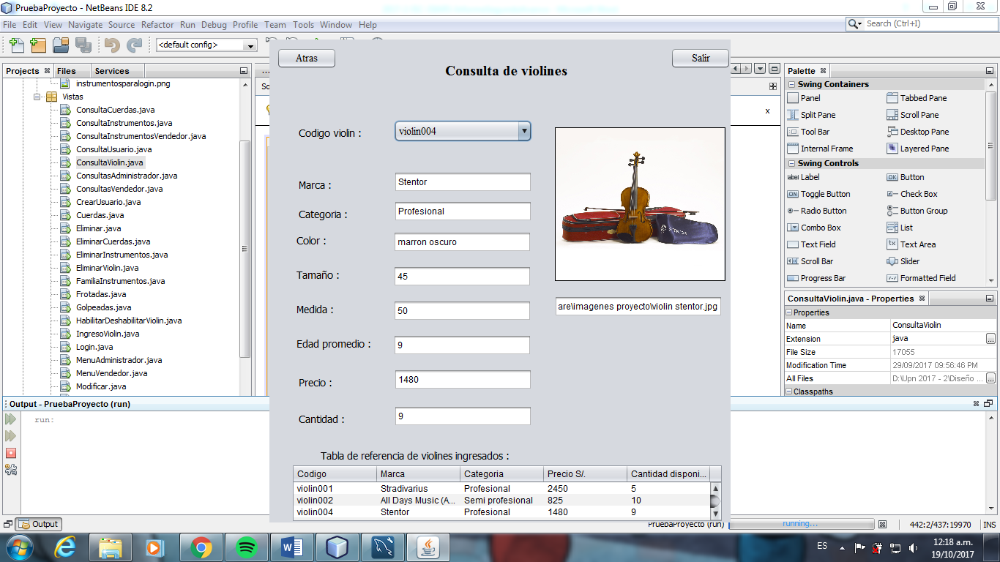 PruebaProyecto - NetBeans IDE 8.2
File Edit View Navigate Source Refactor Run Debug Profile Team Tools Window Help
Search (Ctrl+I)
<default config>
Projects Files Services
instrumentosparalogin.png
Vistas
ConsultaCuerdas.java
ConsultaInstrumentos.java
ConsultaInstrumentosVendedor.java
ConsultaUsuario.java
ConsultaViolin.java
ConsultasAdministrador.java
ConsultasVendedor.java
CrearUsuario.java
Cuerdas.java
Eliminar.java
EliminarCuerdas.java
EliminarInstrumentos.java
EliminarViolin.java
FamiliaInstrumentos.java
Frotadas.java
Golpeadas.java
HabilitarDeshabilitarViolin.java
IngresoViolin.java
Login.java
MenuAdministrador.java
MenuVendedor.java
Modificar.java
...
So
x
Atras
Salir
Consulta de violines
Codigo violin : violin004
Marca : Stentor
Categoria : Profesional
Color : marron oscuro
Tamaño : 45
Medida : 50
Edad promedio : 9
Precio : 1480
Cantidad : 9
STENTOR
are\imagenes proyecto\violin stentor.jpg
Tabla de referencia de violines ingresados :
Codigo Marca Categoria Precio S/. Cantidad disponi...
violin001 Stradivarius Profesional 2450 5
violin002 All Days Music (A... Semi profesional 825 10
violin004 Stentor Profesional 1480 9
Palette
Swing Containers
Panel Tabbed Pane
Split Pane Scroll Pane
Tool Bar Desktop Pane
Internal Frame Layered Pane
Swing Controls
label Label OK Button
ON Toggle Button Check Box
Radio Button Button Group
Combo Box List
Text Field tx Text Area
Scroll Bar Slider
Progress Bar Formatted Field
ConsultaViolin.java - Properties
Properties
Name ConsultaViolin
Extension java ...
File Size 17055
Modification Time 29/09/2017 09:56:46 PM
All Files D:\Upn 2017 - 2\Diseño ... ...
Classpaths
Output - PruebaProyecto (run)
run:
Output
PruebaProyecto (run) running...
442:2/437:19970 INS
ES
12:18 a.m.
19/10/2017